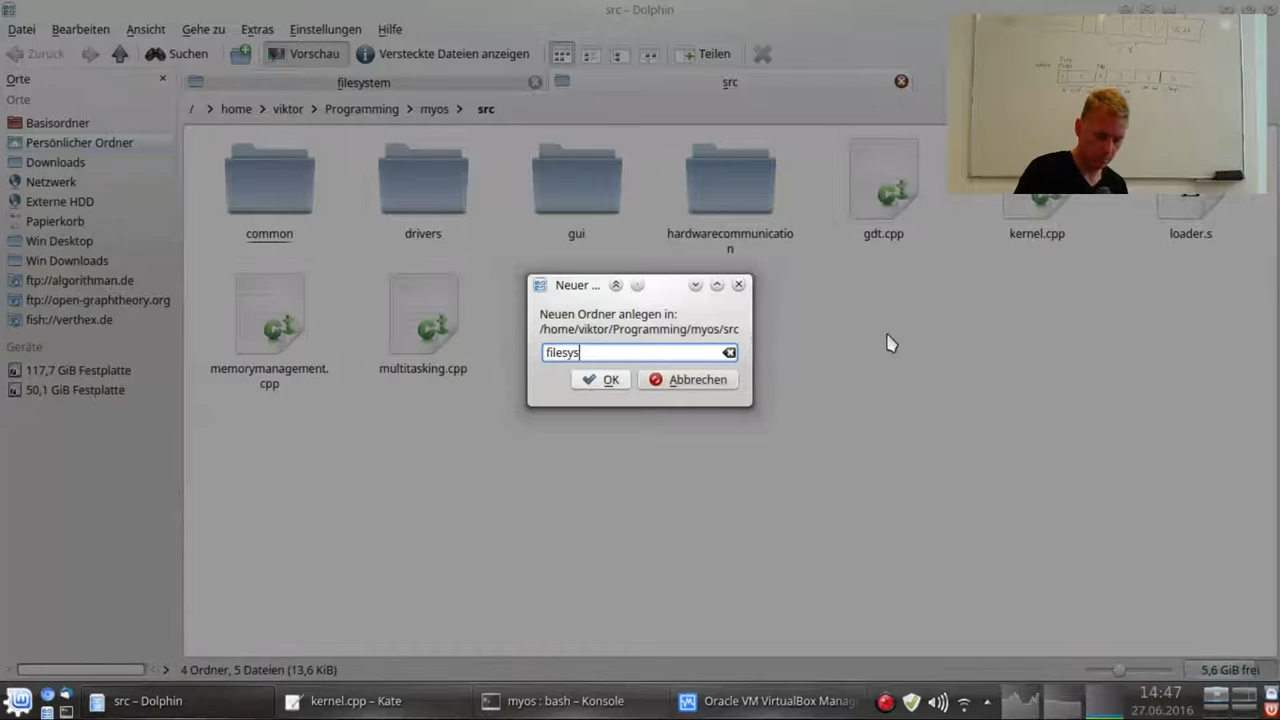 src – Dolphin
Datei Bearbeiten Ansicht Gehe zu Extras Einstellungen Hilfe
Zurück Suchen Vorschau Versteckte Dateien anzeigen Teilen
Orte
filesystem
src
Orte
/ > home > viktor > Programming > myos > src
Basisordner
Persönlicher Ordner
Downloads
Netzwerk
Externe HDD
Papierkorb
Win Desktop
Win Downloads
ftp://algorithman.de
ftp://open-graphtheory.org
fish://verthex.de
Geräte
117,7 GiB Festplatte
50,1 GiB Festplatte
common
drivers
gui
hardwarecommunicatio
n
gdt.cpp
kernel.cpp
loader.s
memorymanagement.
cpp
multitasking.cpp
Neuer ...
Neuen Ordner anlegen in:
/home/viktor/Programming/myos/src
filesys
OK
Abbrechen
4 Ordner, 5 Dateien (13,6 KiB)
5,6 GiB frei
src – Dolphin
kernel.cpp – Kate
myos : bash – Konsole
Oracle VM VirtualBox Manag
14:47
27.06.2016